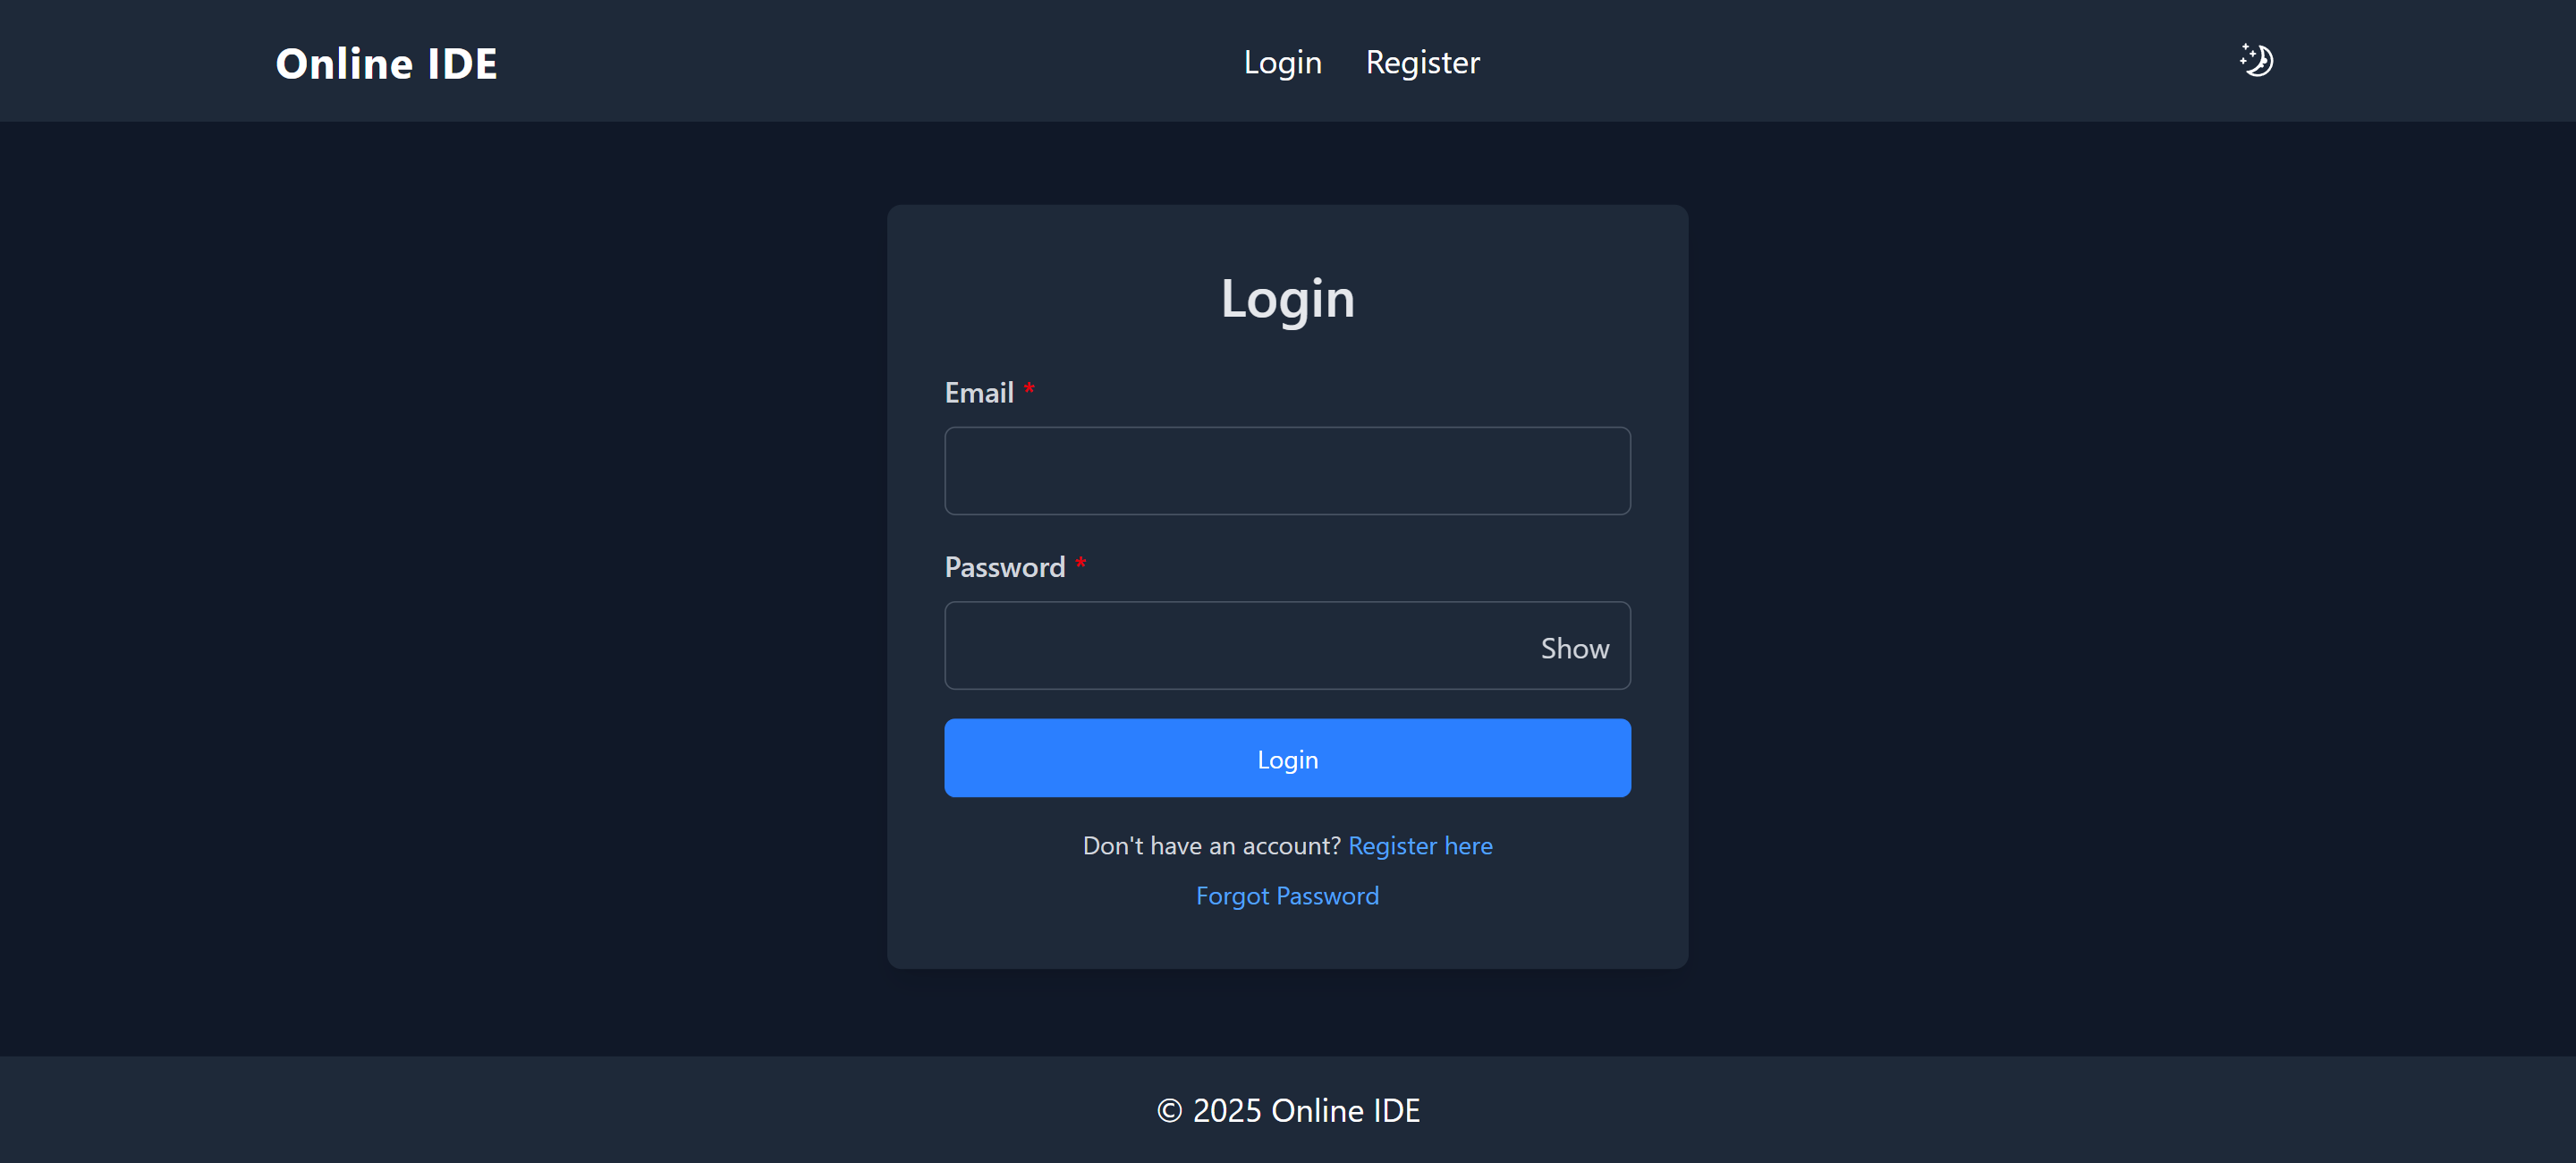 Online IDE
Login Register
Login
Email *
Password *
Show
Login
Don't have an account? Register here
Forgot Password
© 2025 Online IDE